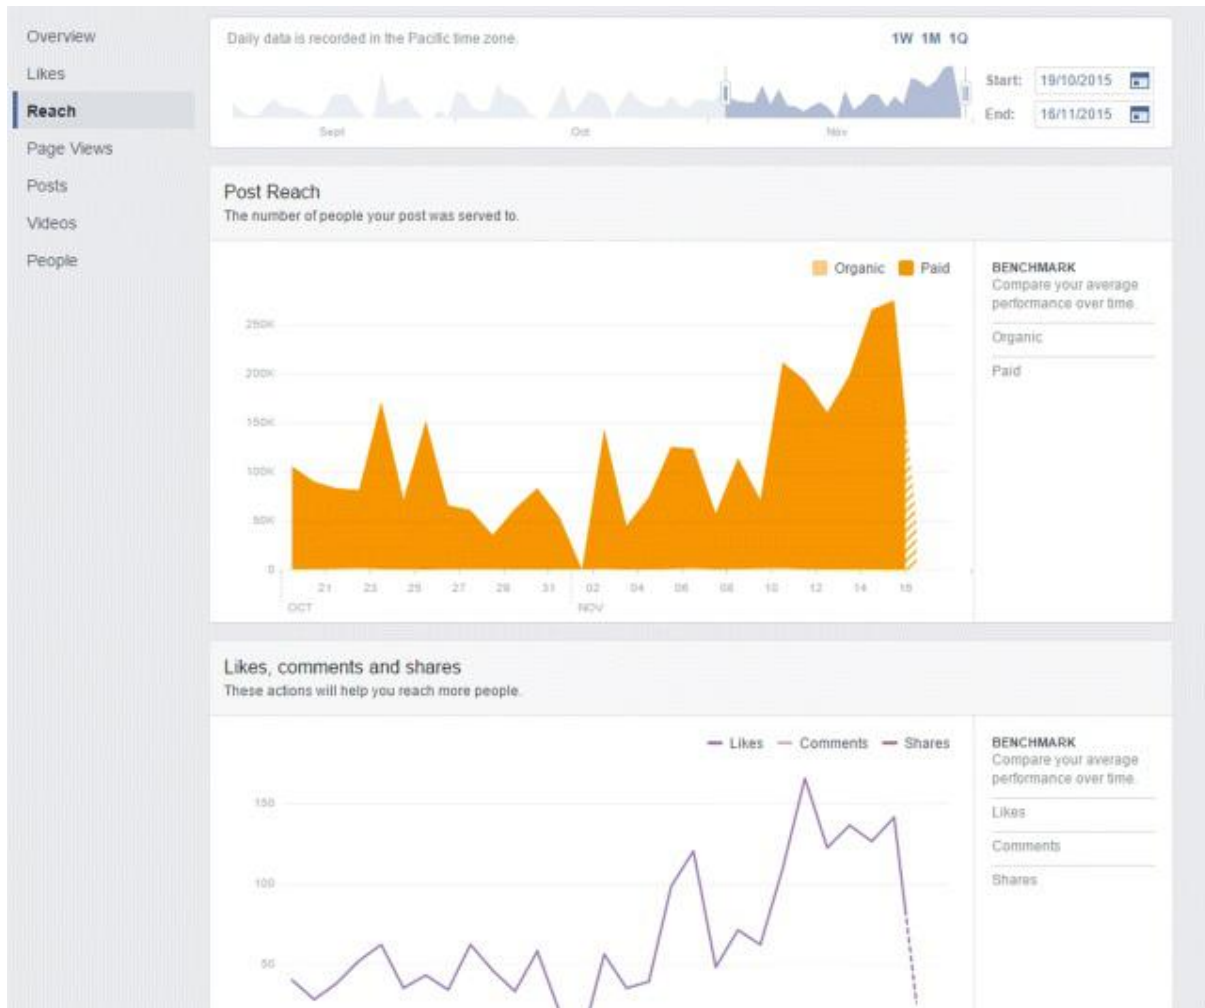 Overview
Likes
Reach
Page Views
Posts
Videos
People
Daily data is recorded in the Pacific time zone.
1W 1M 1Q
Start: 19/10/2015
End: 16/11/2015
Sept Oct Nov
Post Reach
The number of people your post was served to.
Organic Paid
BENCHMARK
Compare your average
performance over time.
Organic
Paid
250K
200K
150K
100K
50K
0
21 23 25 27 29 31 02 04 06 08 10 12 14 16
OCT NOV
Likes, comments and shares
These actions will help you reach more people.
Likes Comments Shares
BENCHMARK
Compare your average
performance over time.
Likes
Comments
Shares
150
100
50